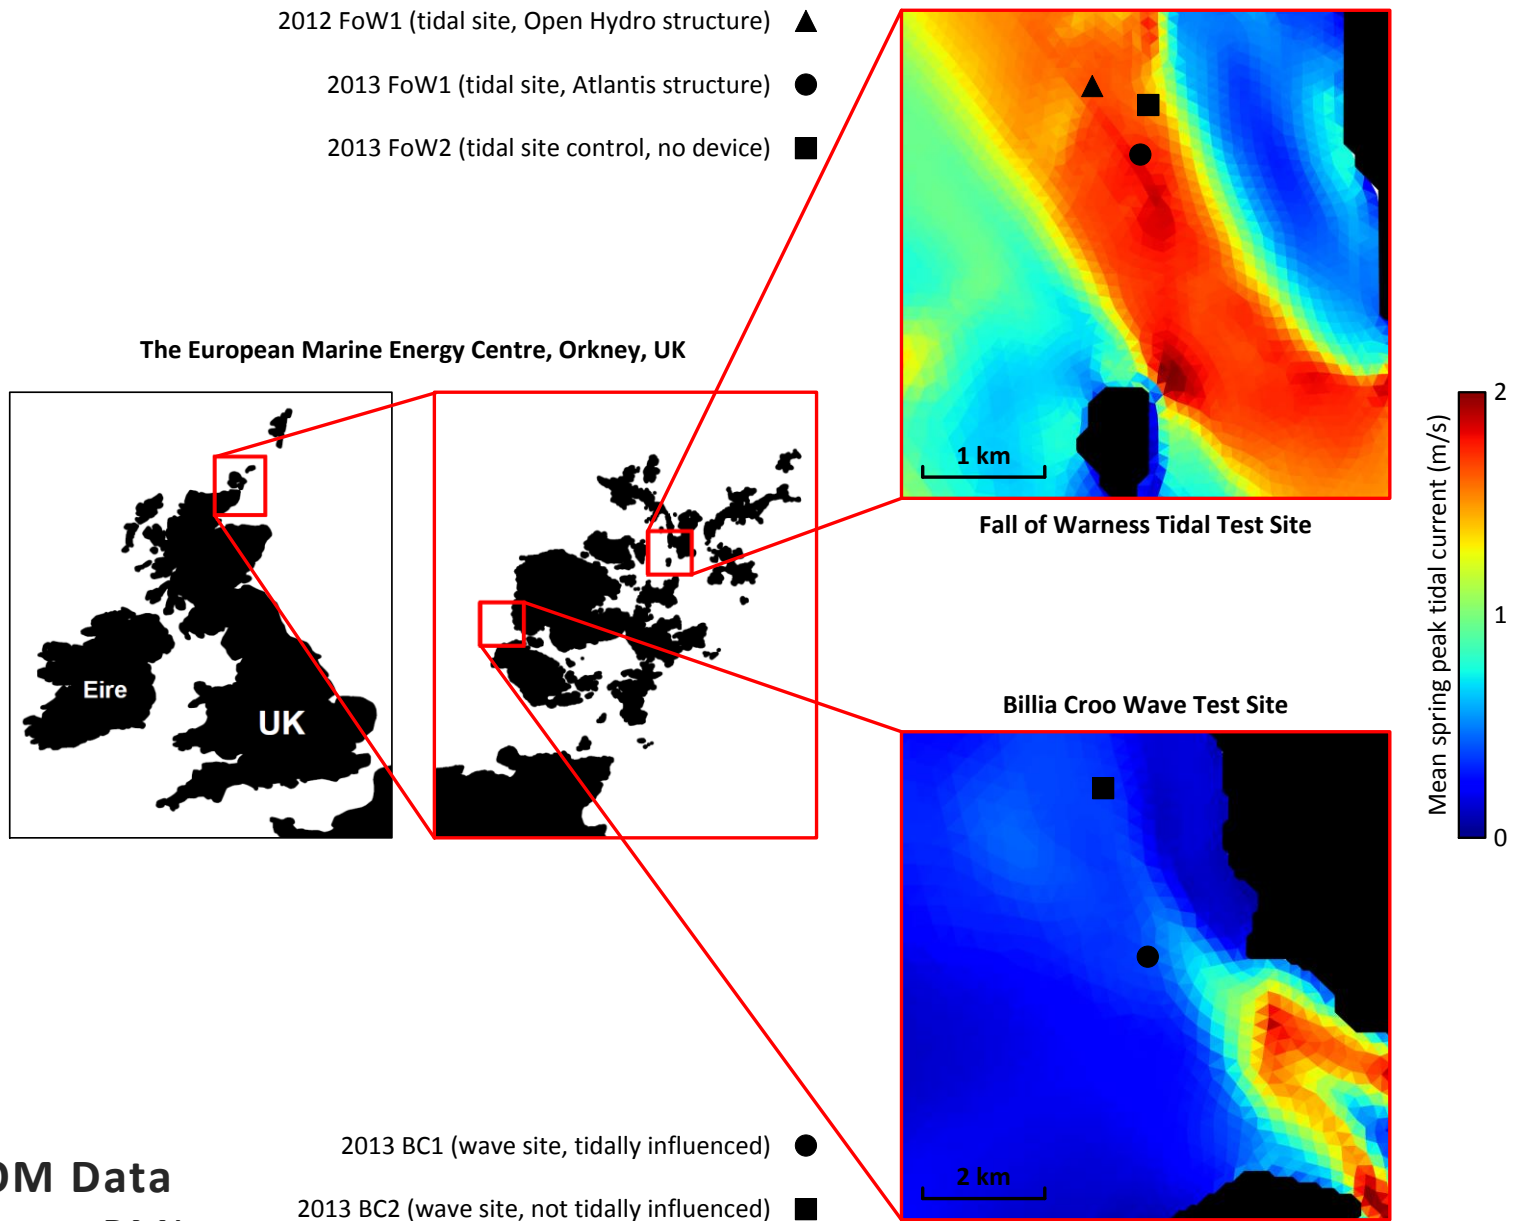 2012 FoW1 (tidal site, Open Hydro structure)
2013 FoW1 (tidal site, Atlantis structure)
2013 FoW2 (tidal site control, no device)
1 km
Fall of Warness Tidal Test Site
The European Marine Energy Centre, Orkney, UK
Eire
UK
Mean spring peak tidal current (m/s)
2
1
0
Billia Croo Wave Test Site
2 km
2013 BC1 (wave site, tidally influenced)
2013 BC2 (wave site, not tidally influenced)
Data